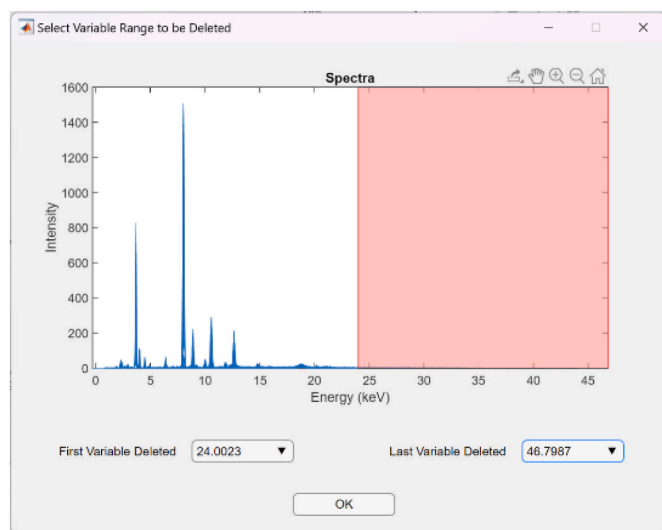 Select Variable Range to be Deleted
Spectra
1600
1400
1200
1000
800
600
400
200
0
Intensity
0 5 10 15 20 25 30 35 40 45
Energy (keV)
First Variable Deleted 24.0023 Last Variable Deleted 46.7987
OK